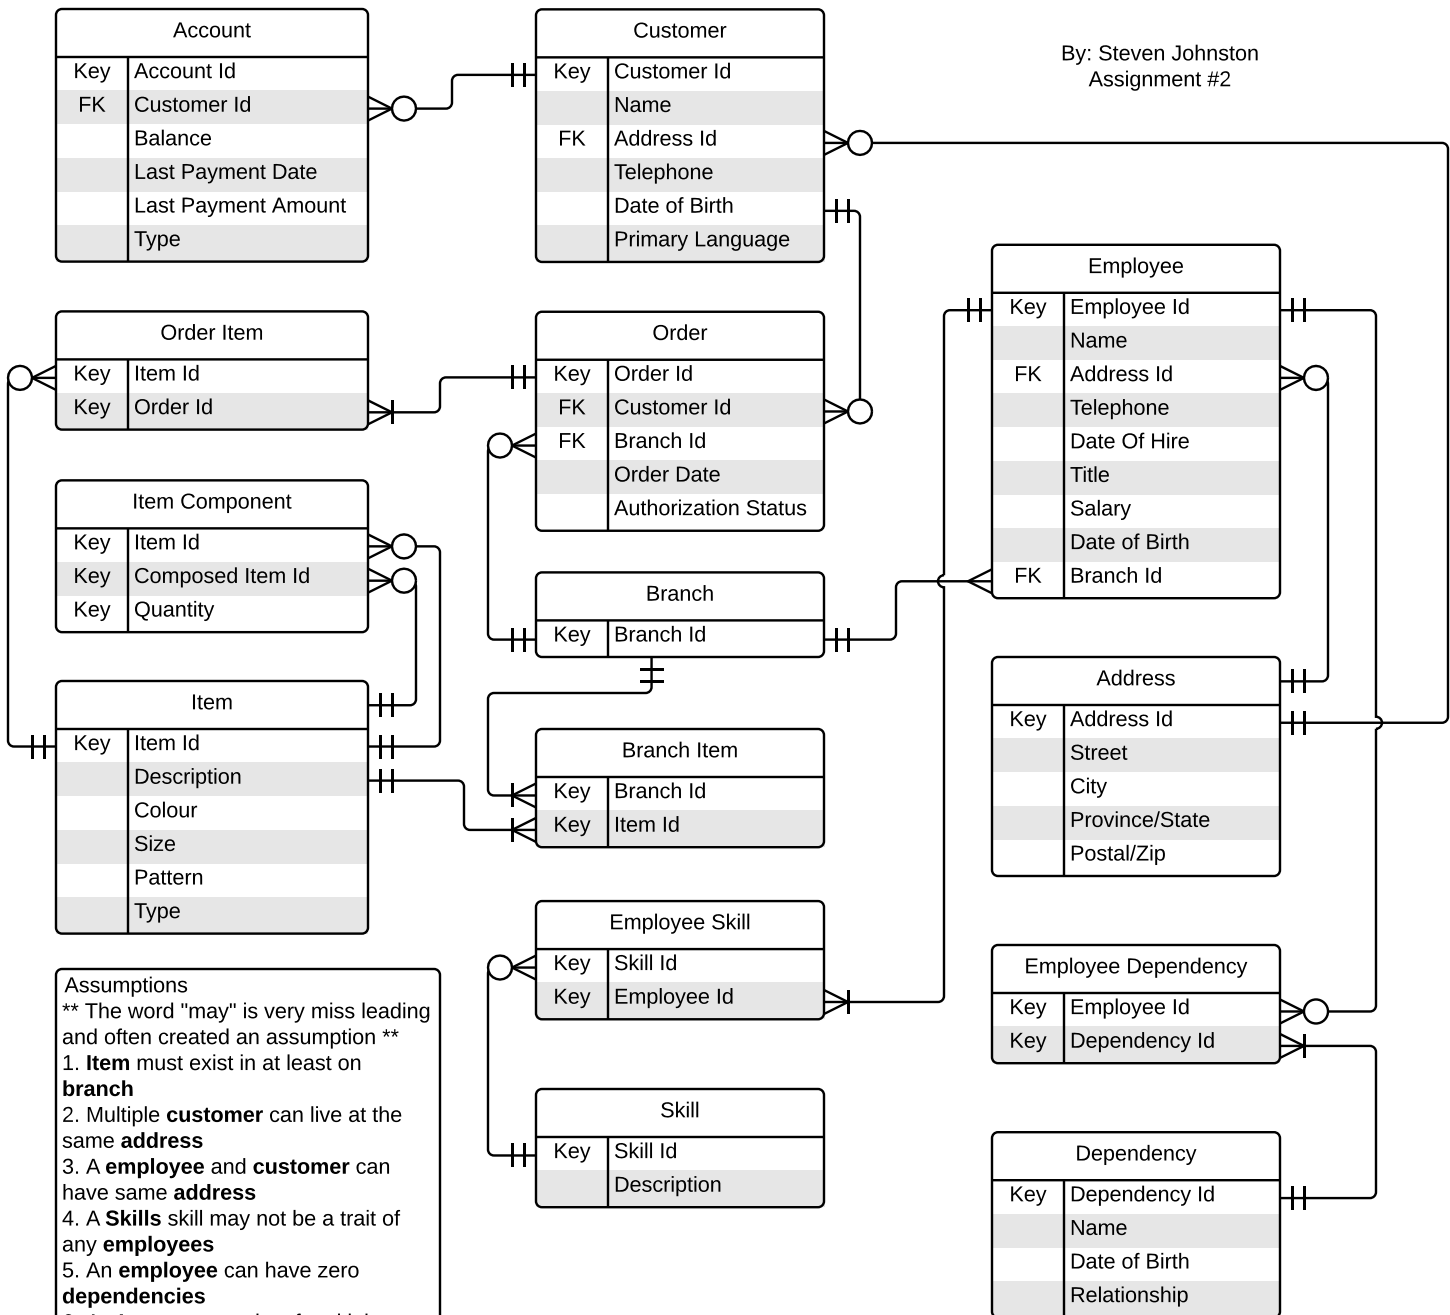 Account
Key Account Id
FK Customer Id
Balance
Last Payment Date
Last Payment Amount
Type
Customer
Key Customer Id
Name
FK Address Id
Telephone
Date of Birth
Primary Language
By: Steven Johnston
Assignment #2
Order Item
Key Item Id
Key Order Id
Order
Key Order Id
FK Customer Id
FK Branch Id
Order Date
Authorization Status
Employee
Key Employee Id
Name
FK Address Id
Telephone
Date Of Hire
Title
Salary
Date of Birth
FK Branch Id
Item Component
Key Item Id
Key Composed Item Id
Key Quantity
Branch
Key Branch Id
Item
Key Item Id
Description
Colour
Size
Pattern
Type
Branch Item
Key Branch Id
Key Item Id
Address
Key Address Id
Street
City
Province/State
Postal/Zip
Employee Skill
Key Skill Id
Key Employee Id
Employee Dependency
Key Employee Id
Key Dependency Id
Skill
Key Skill Id
Description
Dependency
Key Dependency Id
Name
Date of Birth
Relationship
Assumptions
** The word "may" is very miss leading
and often created an assumption **
1. Item must exist in at least on
branch
2. Multiple customer can live at the
same address
3. A employee and customer can
have same address
4. A Skills skill may not be a trait of
any employees
5. An employee can have zero
dependencies